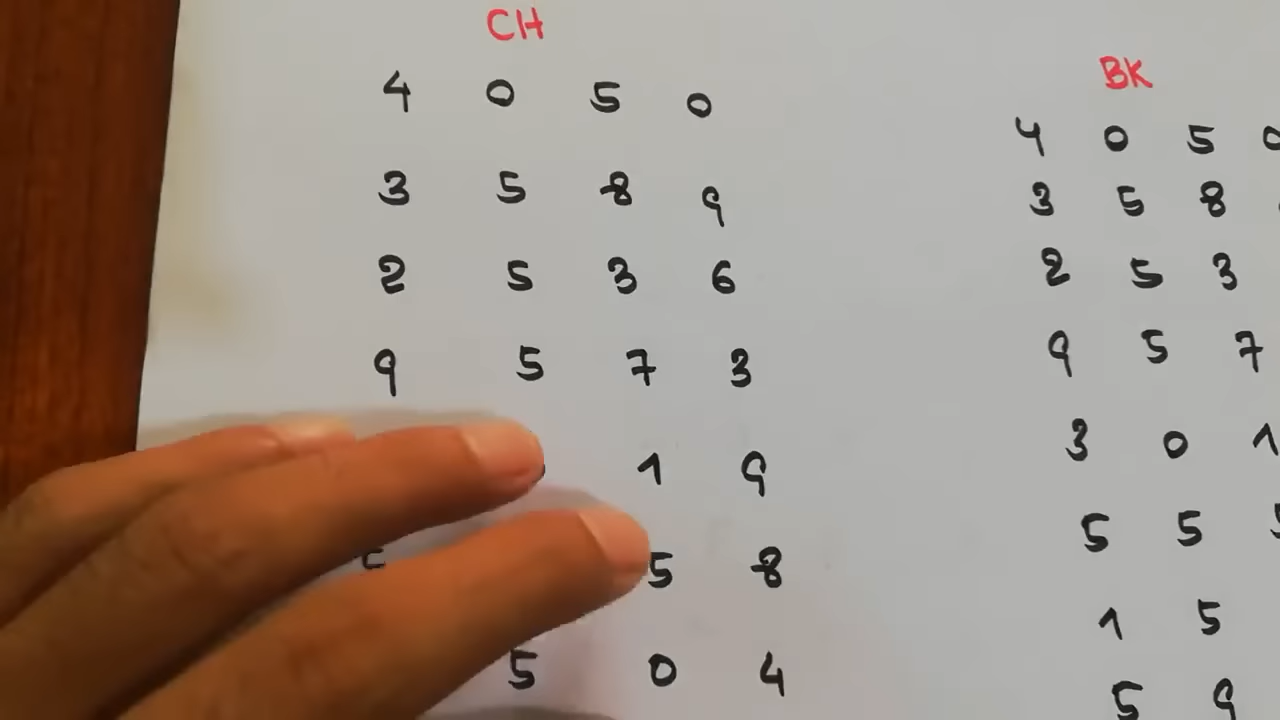 CH
4 0 5 0
3 5 8 9
2 5 3 6
9 5 7 3
1 9
5 8
5 0 4
BK
4 0 5 0
3 5 8
2 5 3
9 5 7
3 0 1
5 5 5
1 5
5 9